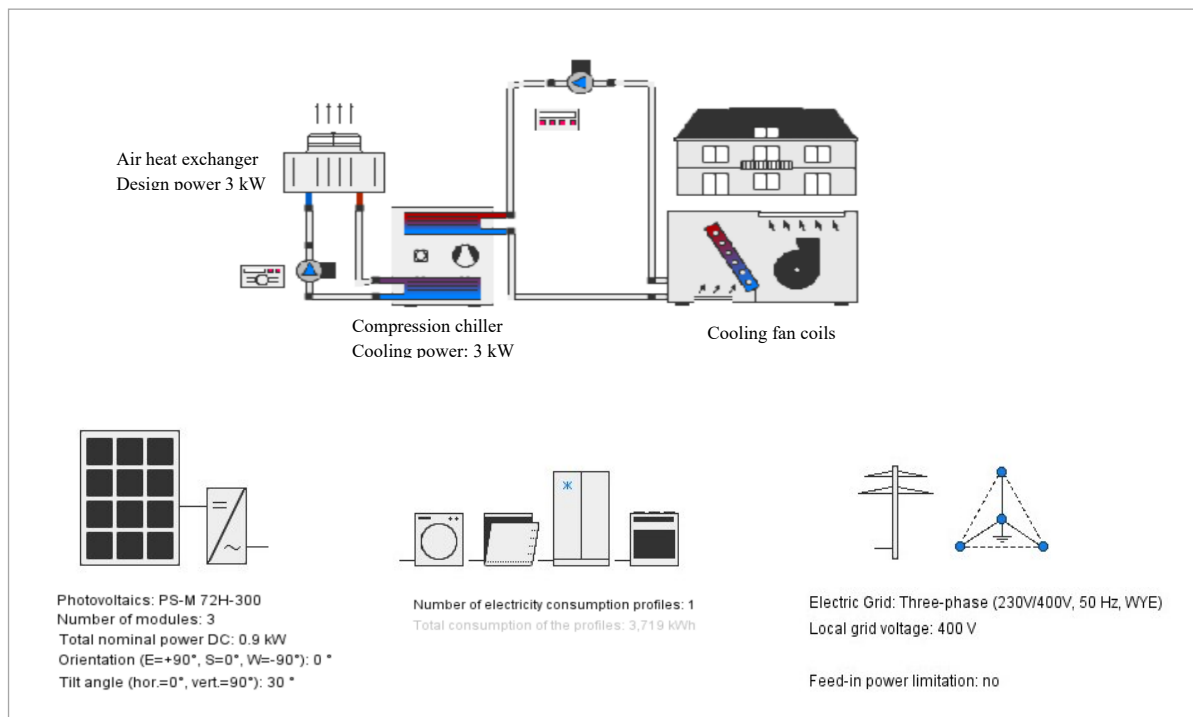 Air heat exchanger
Design power 3 kW
Compression chiller
Cooling power: 3 kW
Cooling fan coils
Photovoltaics: PS-M 72H-300
Number of modules: 3
Total nominal power DC: 0.9 kW
Orientation (E=+90°, S=0°, W=-90°): 0 °
Tilt angle (hor.=0°, vert.=90°): 30 °
Number of electricity consumption profiles: 1
Total consumption of the profiles: 3,719 kWh
Electric Grid: Three-phase (230V/400V, 50 Hz, WYE)
Local grid voltage: 400 V
Feed-in power limitation: no